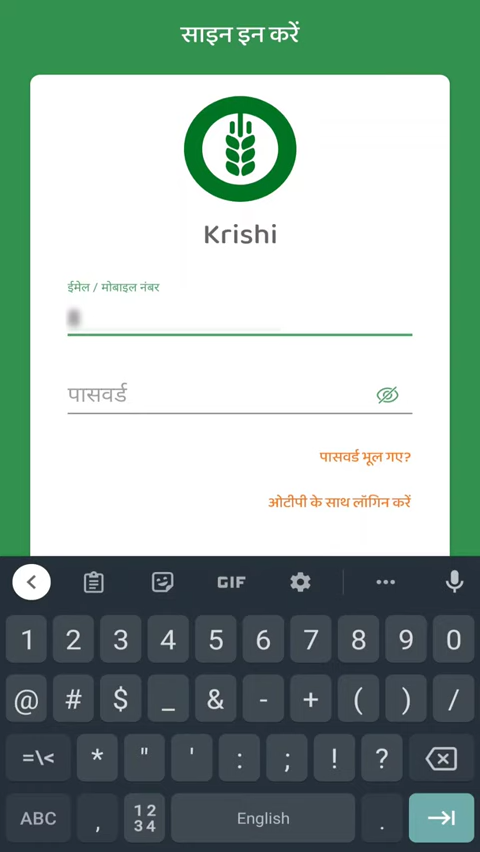 साइन इन करें
Krishi
ईमेल / मोबाइल नंबर
पासवर्ड
पासवर्ड भूल गए?
ओटीपी के साथ लॉगिन करें
GIF
1 2 3 4 5 6 7 8 9 0
@ # $ _ & - + ( ) /
=\< * " ' : ; ! ?
ABC , 12 34 English .